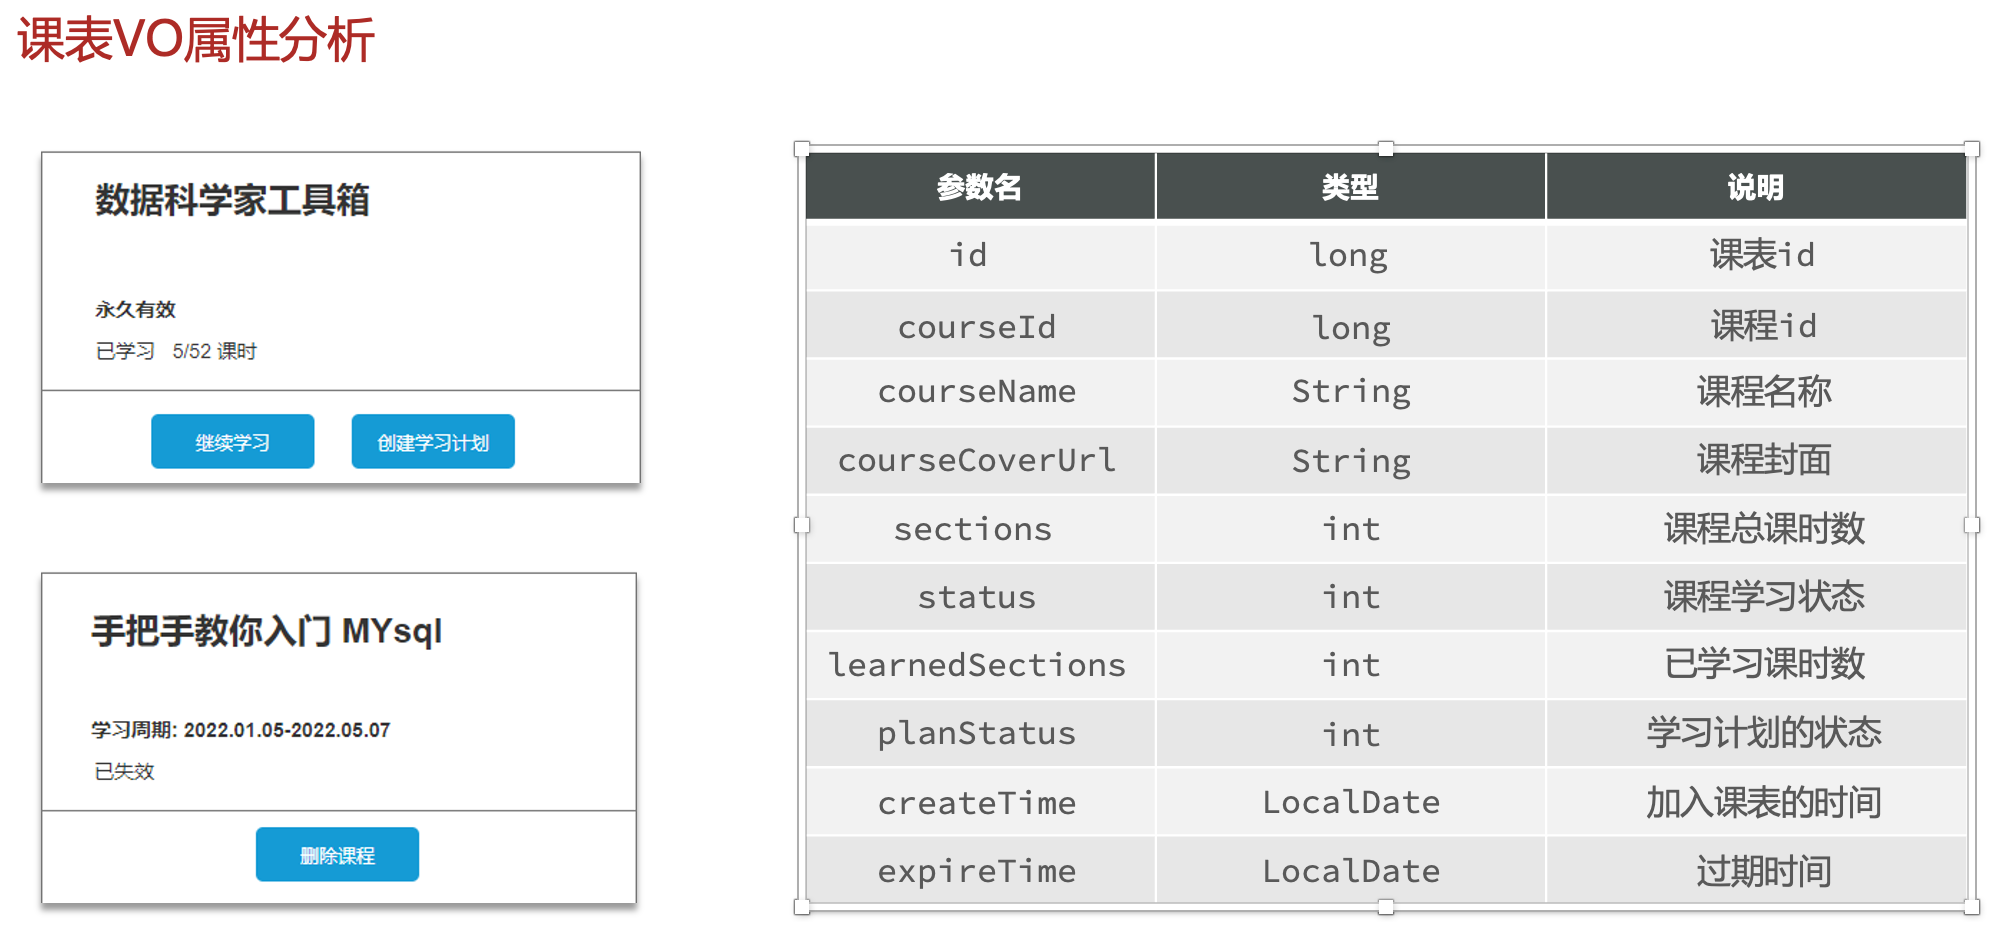 课表VO属性分析
数据科学家工具箱
永久有效
已学习 5/52 课时
继续学习 创建学习计划
手把手教你入门 MYsql
学习周期: 2022.01.05-2022.05.07
已失效
删除课程
参数名 类型 说明
id long 课表id
courseId long 课程id
courseName String 课程名称
courseCoverUrl String 课程封面
sections int 课程总课时数
status int 课程学习状态
learnedSections int 已学习课时数
planStatus int 学习计划的状态
createTime LocalDate 加入课表的时间
expireTime LocalDate 过期时间